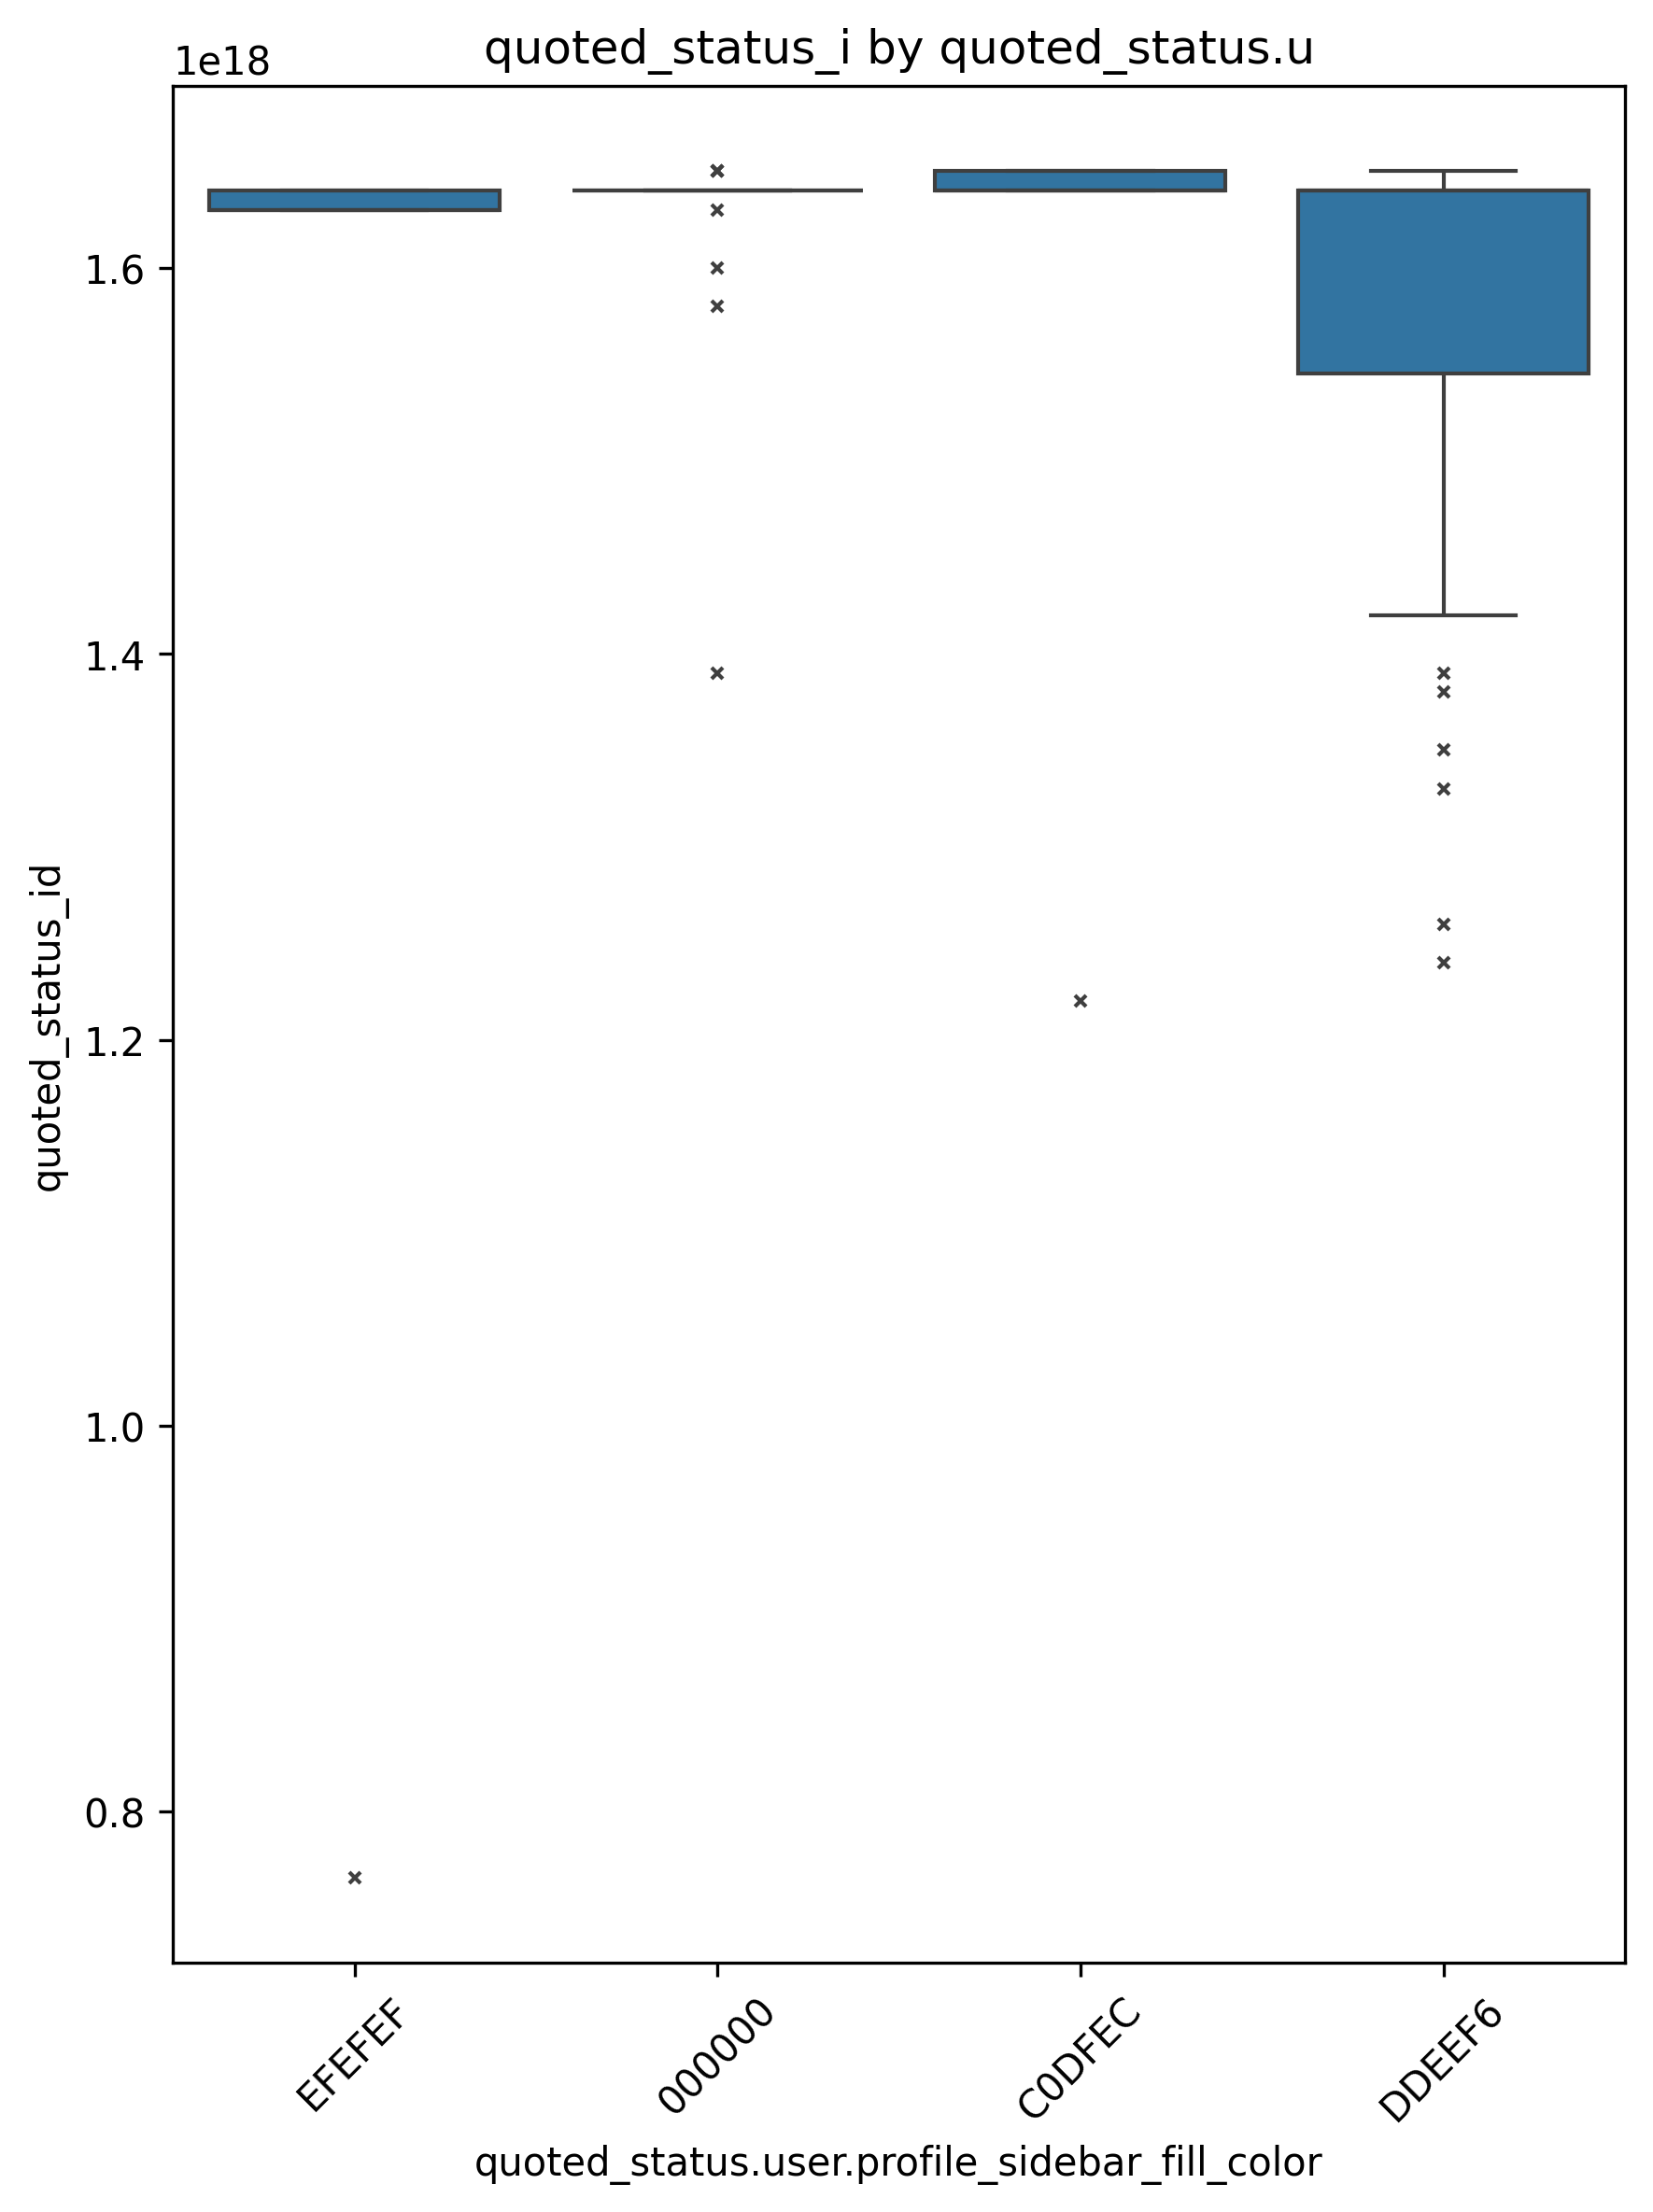 quoted_status_i by quoted_status.u
1e18
1.6
1.4
1.2
1.0
0.8
quoted_status_id
EFEFEF
000000
C0DFEC
DDEEF6
quoted_status.user.profile_sidebar_fill_color